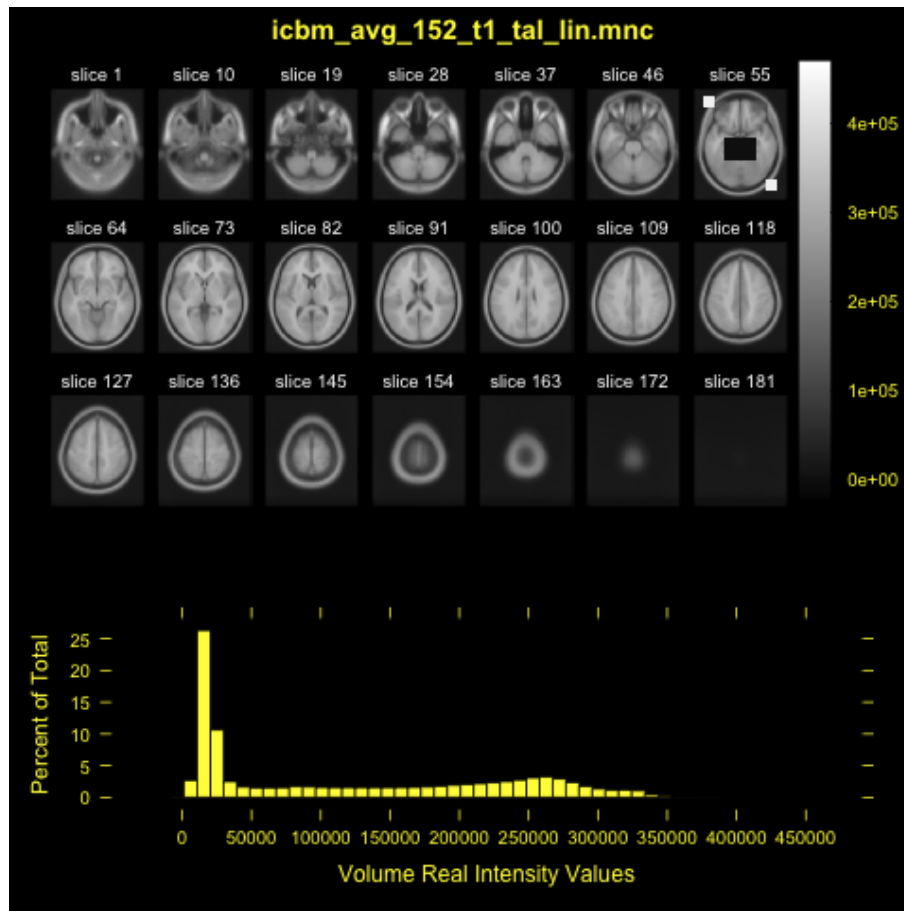 icbm_avg_152_t1_tal_lin.mnc
slice 1 slice 10 slice 19 slice 28 slice 37 slice 46 slice 55
4e+05
3e+05
slice 64 slice 73 slice 82 slice 91 slice 100 slice 109 slice 118
2e+05
slice 127 slice 136 slice 145 slice 154 slice 163 slice 172 slice 181
1e+05
0e+00
Percent of Total
25
20
15
10
5
0
0 50000 100000 150000 200000 250000 300000 350000 400000 450000
Volume Real Intensity Values